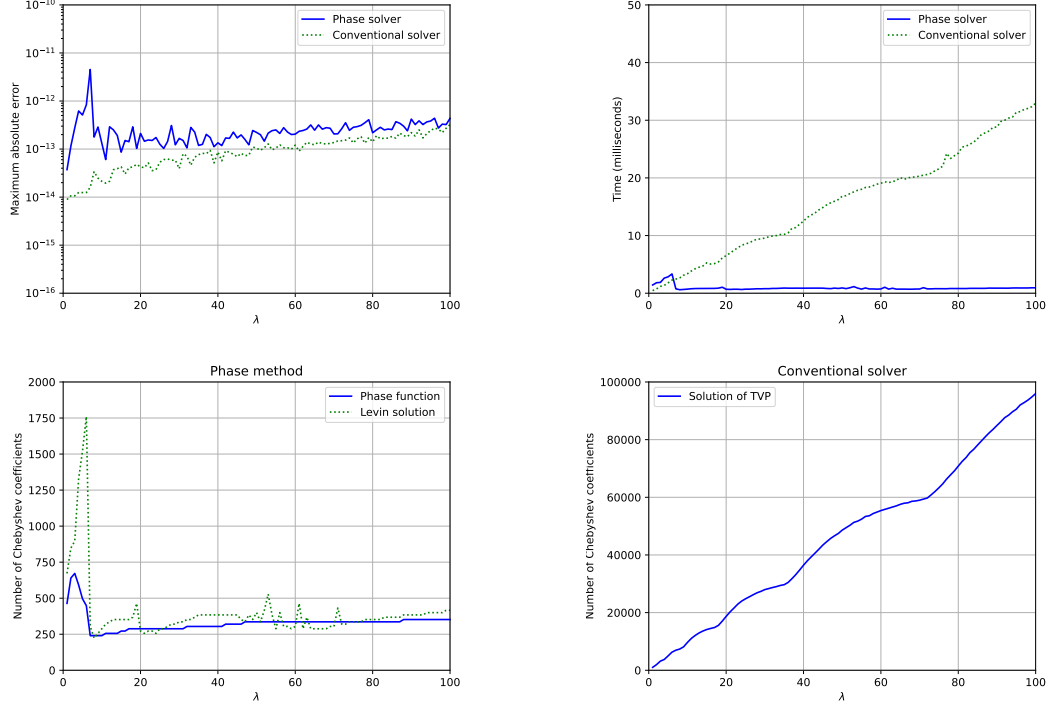 10⁻¹⁰
10⁻¹¹
10⁻¹²
10⁻¹³
10⁻¹⁴
10⁻¹⁵
10⁻¹⁶
Maximum absolute error
Phase solver
Conventional solver
0 20 40 60 80 100
λ
50
40
30
20
10
0
Time (milliseconds)
Phase solver
Conventional solver
0 20 40 60 80 100
λ
Phase method
2000
1750
1500
1250
1000
750
500
250
0
Number of Chebyshev coefficients
Phase function
Levin solution
0 20 40 60 80 100
λ
Conventional solver
100000
80000
60000
40000
20000
0
Number of Chebyshev coefficients
Solution of TVP
0 20 40 60 80 100
λ